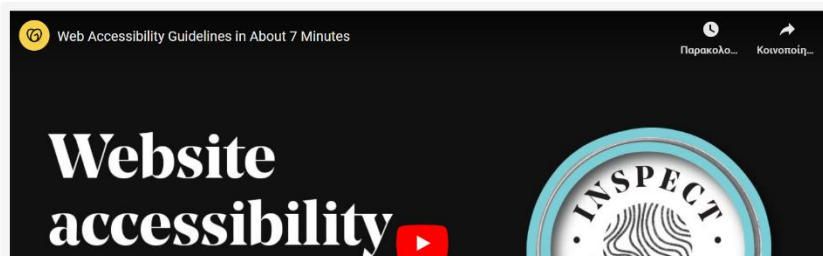 Web Accessibility Guidelines in About 7 Minutes
Παρακολο...
Κοινοποίη...
Website
accessibility
INSPECT